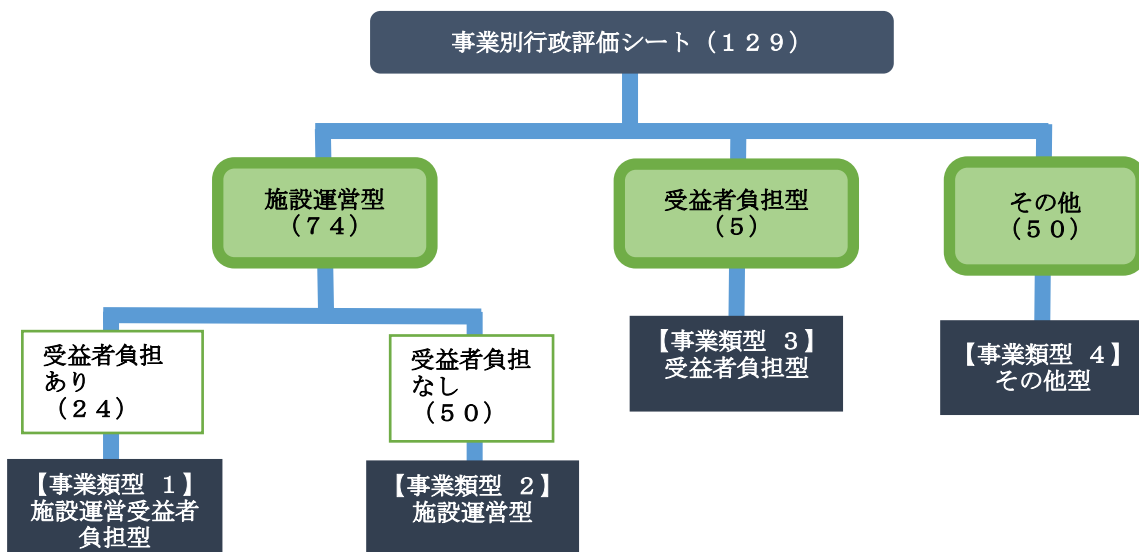 事業別行政評価シート（１２９）
施設運営型
（７４）
受益者負担型
（５）
その他
（５０）
受益者負担
あり
（２４）
受益者負担
なし
（５０）
【事業類型 ３】
受益者負担型
【事業類型 ４】
その他型
【事業類型 １】
施設運営受益者
負担型
【事業類型 ２】
施設運営型